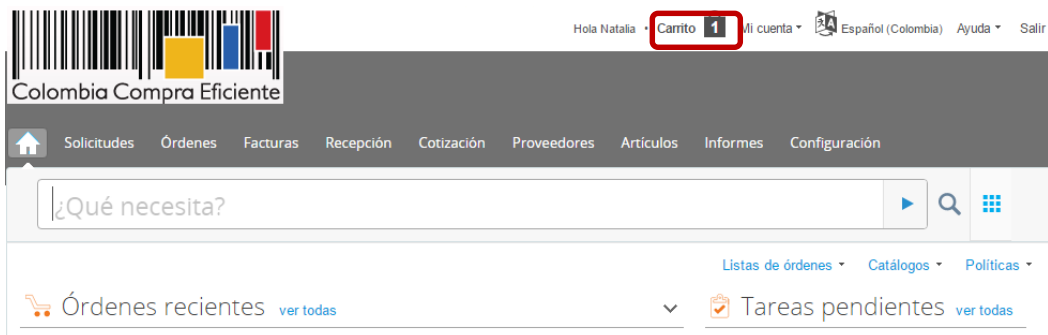 Hola Natalia • Carrito 1 Mi cuenta Español (Colombia) Ayuda Salir
Colombia Compra Eficiente
Solicitudes Órdenes Facturas Recepción Cotización Proveedores Artículos Informes Configuración
¿Qué necesita?
Listas de órdenes Catálogos Políticas
Órdenes recientes ver todas Tareas pendientes ver todas